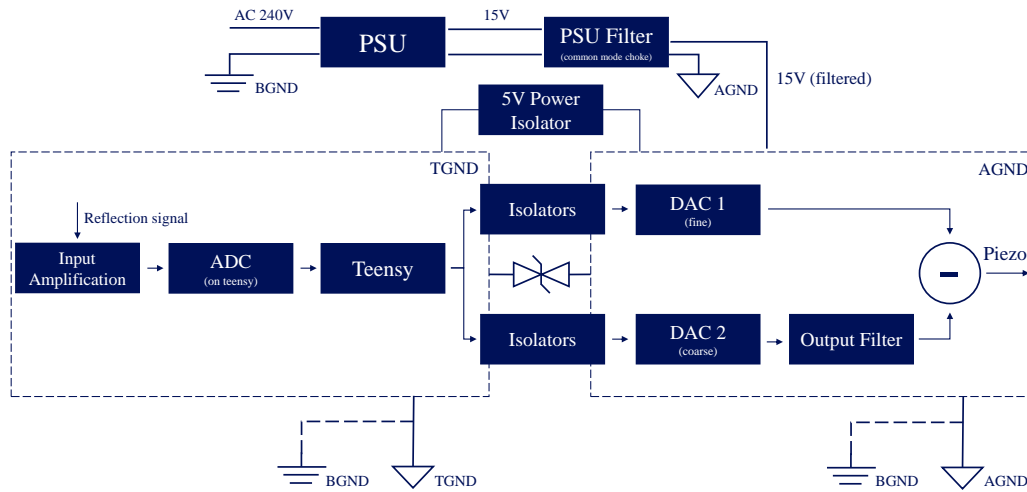 AC 240V
PSU
15V
PSU Filter
(common mode choke)
BGND
AGND
15V (filtered)
5V Power
Isolator
TGND
AGND
Reflection signal
Input
Amplification
ADC
(on teensy)
Teensy
Isolators
DAC 1
(fine)
Piezo
Isolators
DAC 2
(coarse)
Output Filter
BGND
TGND
BGND
AGND